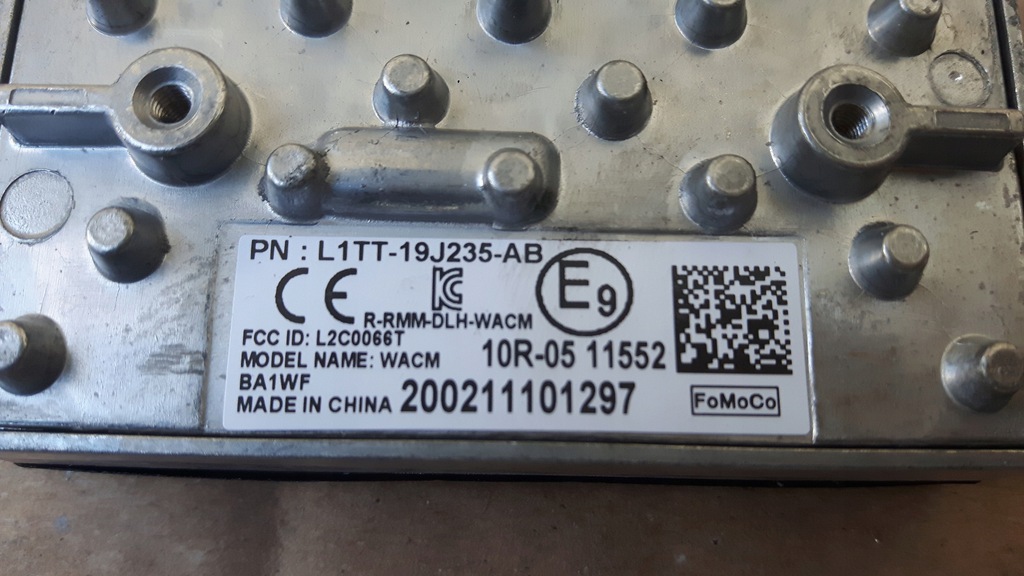 PN : L1TT-19J235-AB
CE
KC
E9
R-RMM-DLH-WACM
FCC ID: L2C0066T
MODEL NAME: WACM
10R-05 11552
BA1WF
MADE IN CHINA 200211101297
FoMoCo